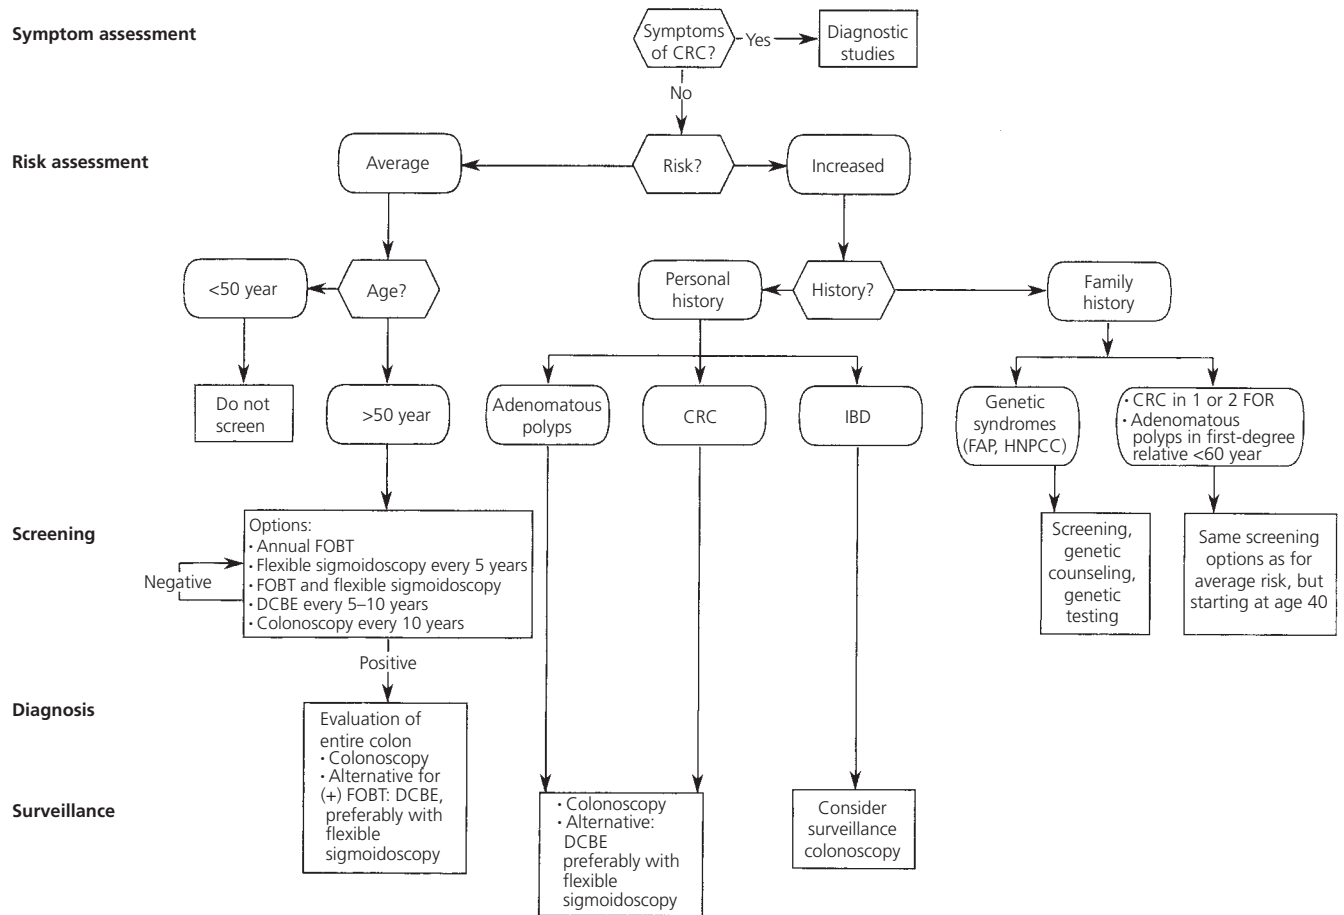 Symptom assessment
Symptoms
of CRC?
Yes
Diagnostic
studies
No
Risk assessment
Average
Risk?
Increased
<50 year
Age?
Personal
history
History?
Family
history
Do not
screen
>50 year
Adenomatous
polyps
CRC
IBD
Genetic
syndromes
(FAP, HNPCC)
· CRC in 1 or 2 FOR
· Adenomatous
polyps in first-degree
relative <60 year
Screening
Options:
· Annual FOBT
· Flexible sigmoidoscopy every 5 years
· FOBT and flexible sigmoidoscopy
· DCBE every 5–10 years
· Colonoscopy every 10 years
Negative
Screening,
genetic
counseling,
genetic
testing
Same screening
options as for
average risk, but
starting at age 40
Positive
Diagnosis
Evaluation of
entire colon
· Colonoscopy
· Alternative for
(+) FOBT: DCBE,
preferably with
flexible
sigmoidoscopy
Surveillance
· Colonoscopy
· Alternative:
DCBE
preferably with
flexible
sigmoidoscopy
Consider
surveillance
colonoscopy